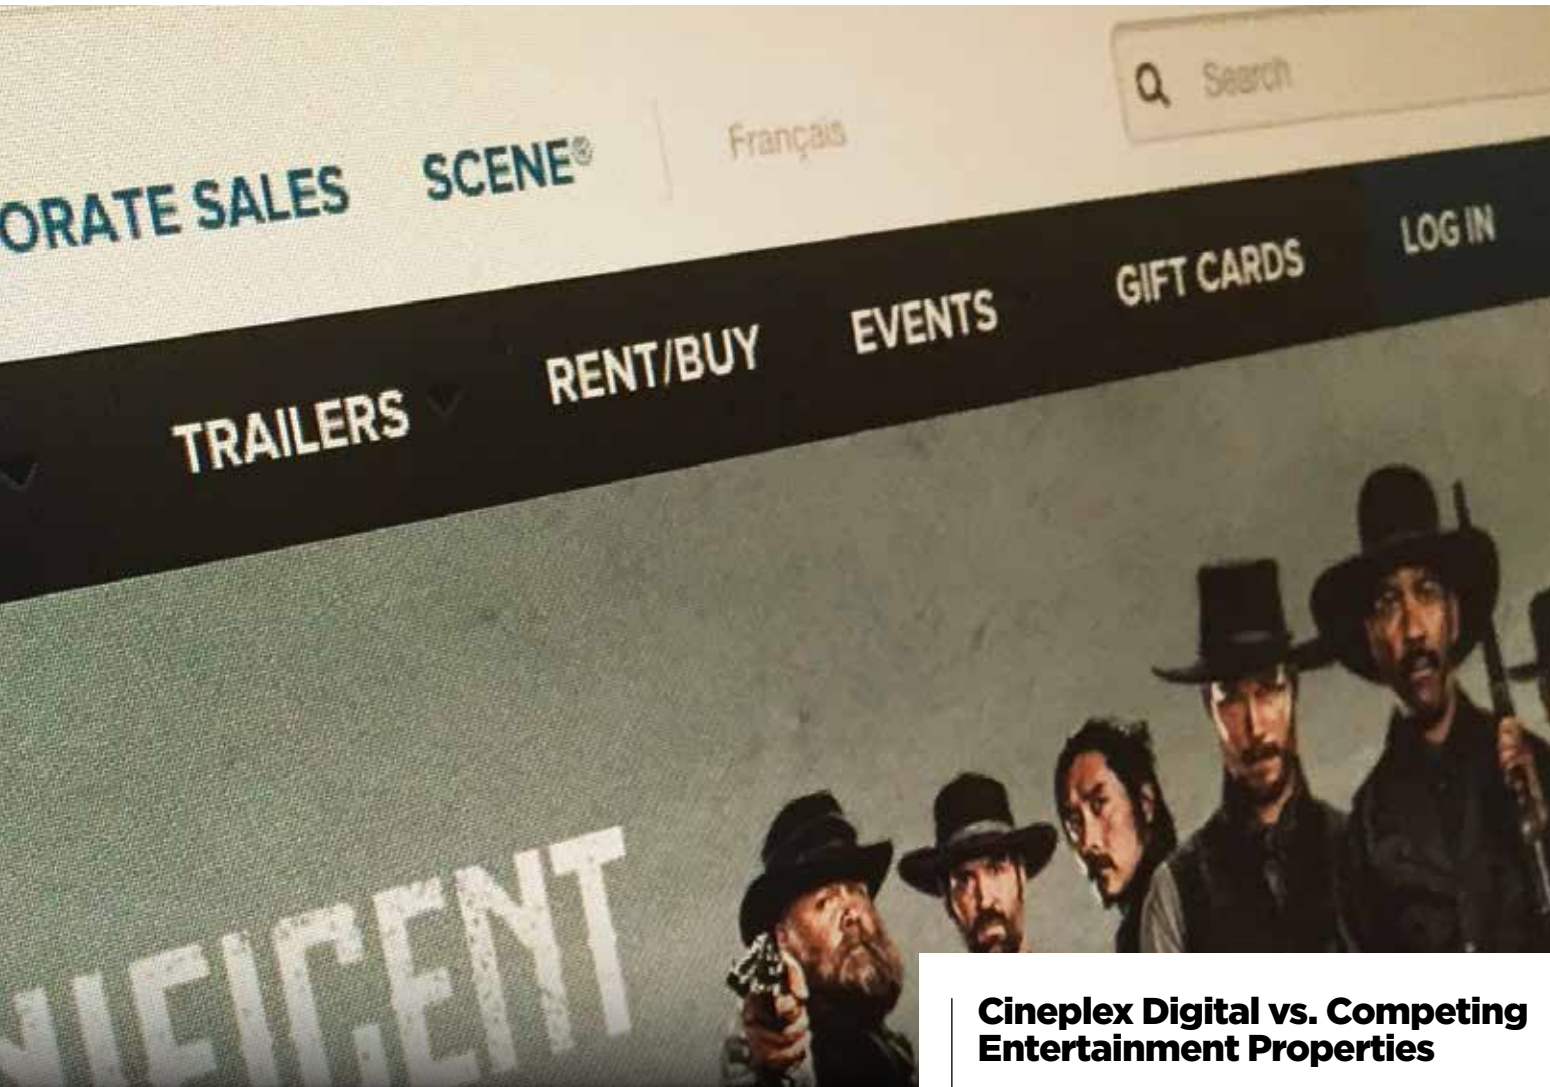 Search
ORATE SALES SCENE® Français
TRAILERS RENT/BUY EVENTS GIFT CARDS LOG IN
NIFICENT
Cineplex Digital vs. Competing
Entertainment Properties